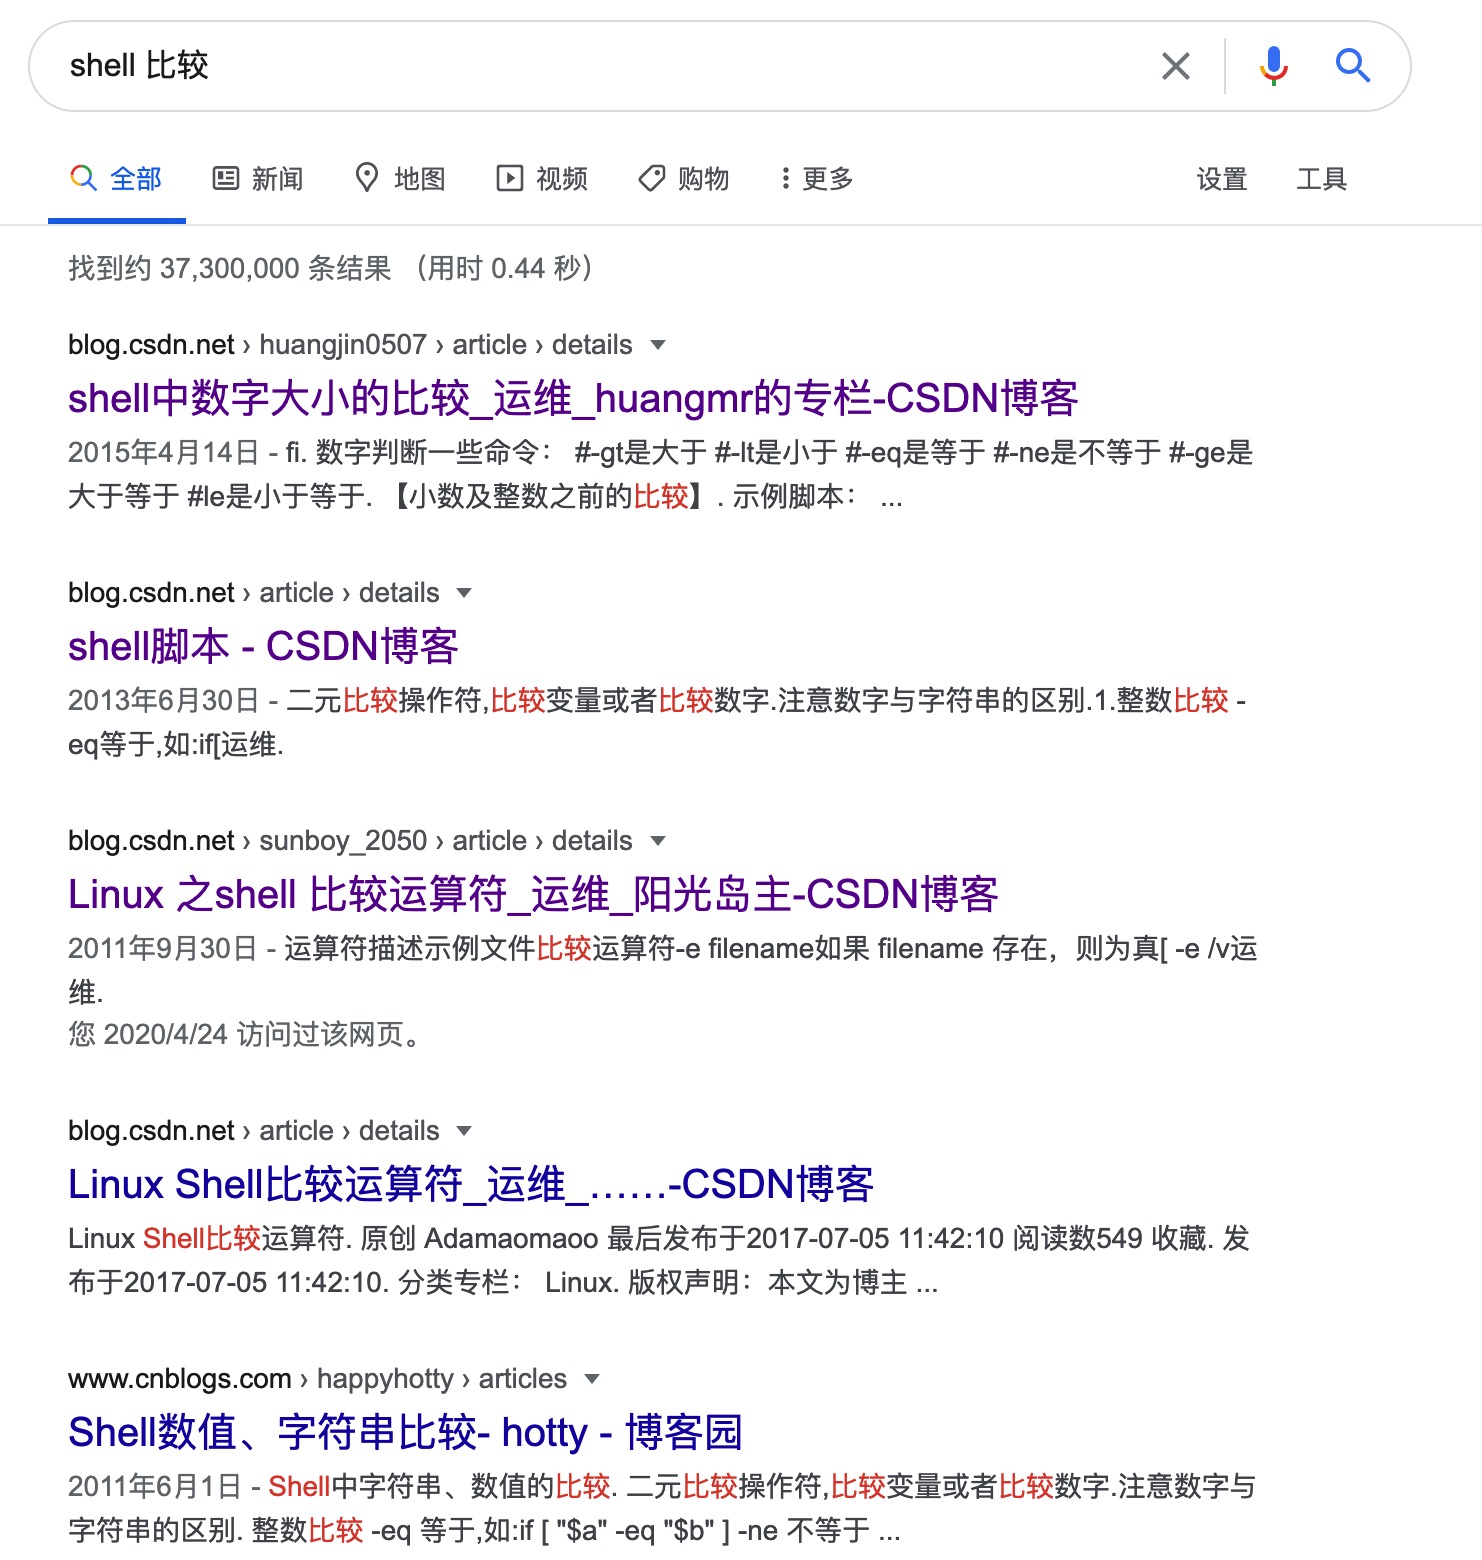 shell 比较
全部 新闻 地图 视频 购物 更多 设置 工具
找到约 37,300,000 条结果 （用时 0.44 秒）
blog.csdn.net › huangjin0507 › article › details
shell中数字大小的比较_运维_huangmr的专栏-CSDN博客
2015年4月14日 - fi. 数字判断一些命令： #-gt是大于 #-lt是小于 #-eq是等于 #-ne是不等于 #-ge是
大于等于 #le是小于等于. 【小数及整数之前的比较】. 示例脚本： ...
blog.csdn.net › article › details
shell脚本 - CSDN博客
2013年6月30日 - 二元比较操作符,比较变量或者比较数字.注意数字与字符串的区别.1.整数比较 -
eq等于,如:if[运维.
blog.csdn.net › sunboy_2050 › article › details
Linux 之shell 比较运算符_运维_阳光岛主-CSDN博客
2011年9月30日 - 运算符描述示例文件比较运算符-e filename如果 filename 存在，则为真[ -e /v运
维.
您 2020/4/24 访问过该网页。
blog.csdn.net › article › details
Linux Shell比较运算符_运维_……-CSDN博客
Linux Shell比较运算符. 原创 Adamaomaoo 最后发布于2017-07-05 11:42:10 阅读数549 收藏. 发
布于2017-07-05 11:42:10. 分类专栏： Linux. 版权声明：本文为博主 ...
www.cnblogs.com › happyhotty › articles
Shell数值、字符串比较- hotty - 博客园
2011年6月1日 - Shell中字符串、数值的比较. 二元比较操作符,比较变量或者比较数字.注意数字与
字符串的区别. 整数比较 -eq 等于,如:if [ "$a" -eq "$b" ] -ne 不等于 ...